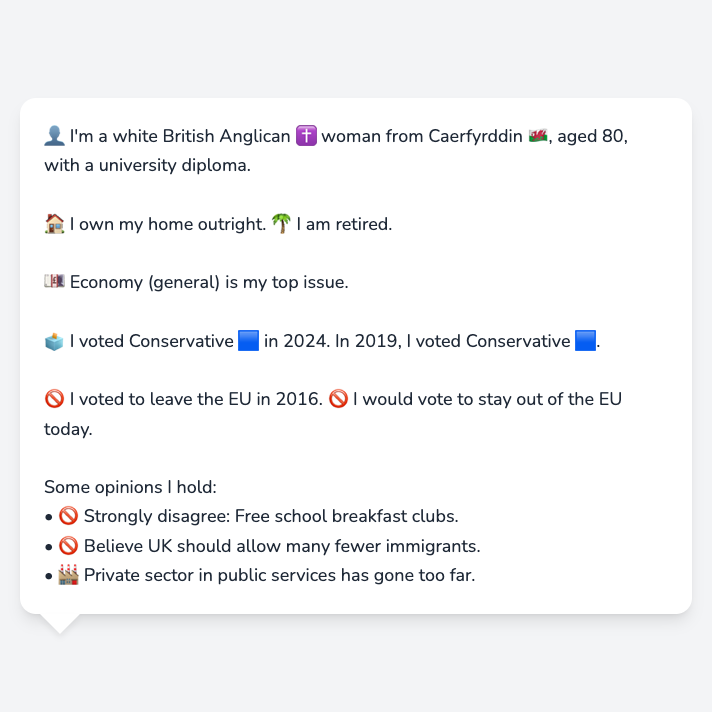 👤 I'm a white British Anglican ✝️ woman from Caerfyrddin 🏴󠁧󠁢󠁷󠁬󠁳󠁿, aged 80,
with a university diploma.
🏠 I own my home outright. 🌴 I am retired.
💷 Economy (general) is my top issue.
🗳️ I voted Conservative 🟦 in 2024. In 2019, I voted Conservative 🟦.
🚫 I voted to leave the EU in 2016. 🚫 I would vote to stay out of the EU
today.
Some opinions I hold:
• 🚫 Strongly disagree: Free school breakfast clubs.
• 🚫 Believe UK should allow many fewer immigrants.
• 🏭 Private sector in public services has gone too far.